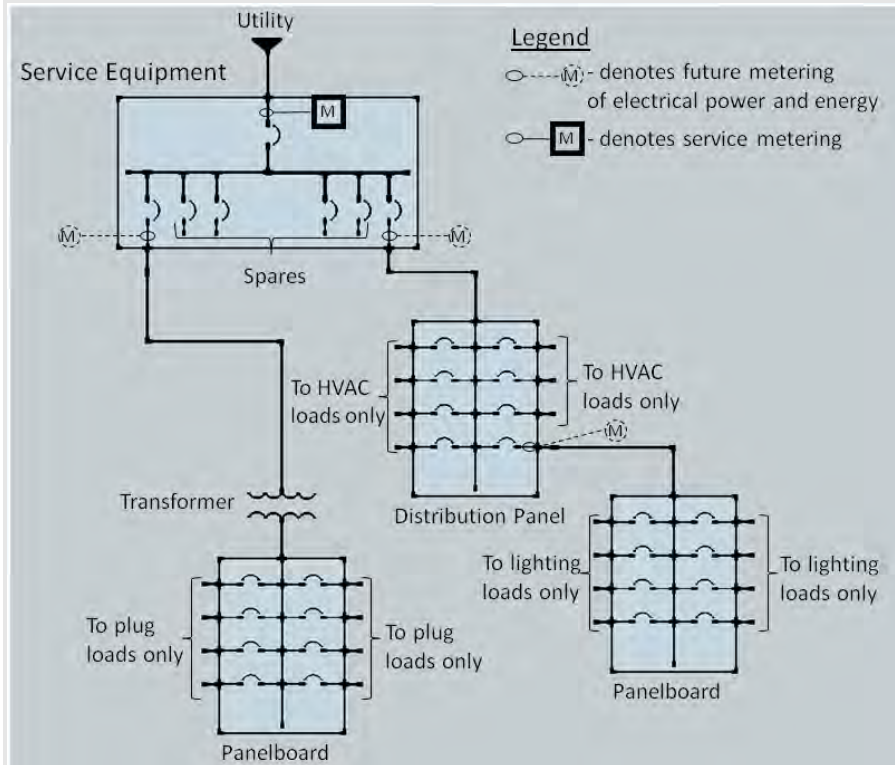 Utility
Legend
Service Equipment
M
M - denotes future metering
of electrical power and energy
M - denotes service metering
M
M
Spares
To HVAC
loads only
To HVAC
loads only
M
Transformer
Distribution Panel
To lighting
loads only
To lighting
loads only
To plug
loads only
To plug
loads only
Panelboard
Panelboard